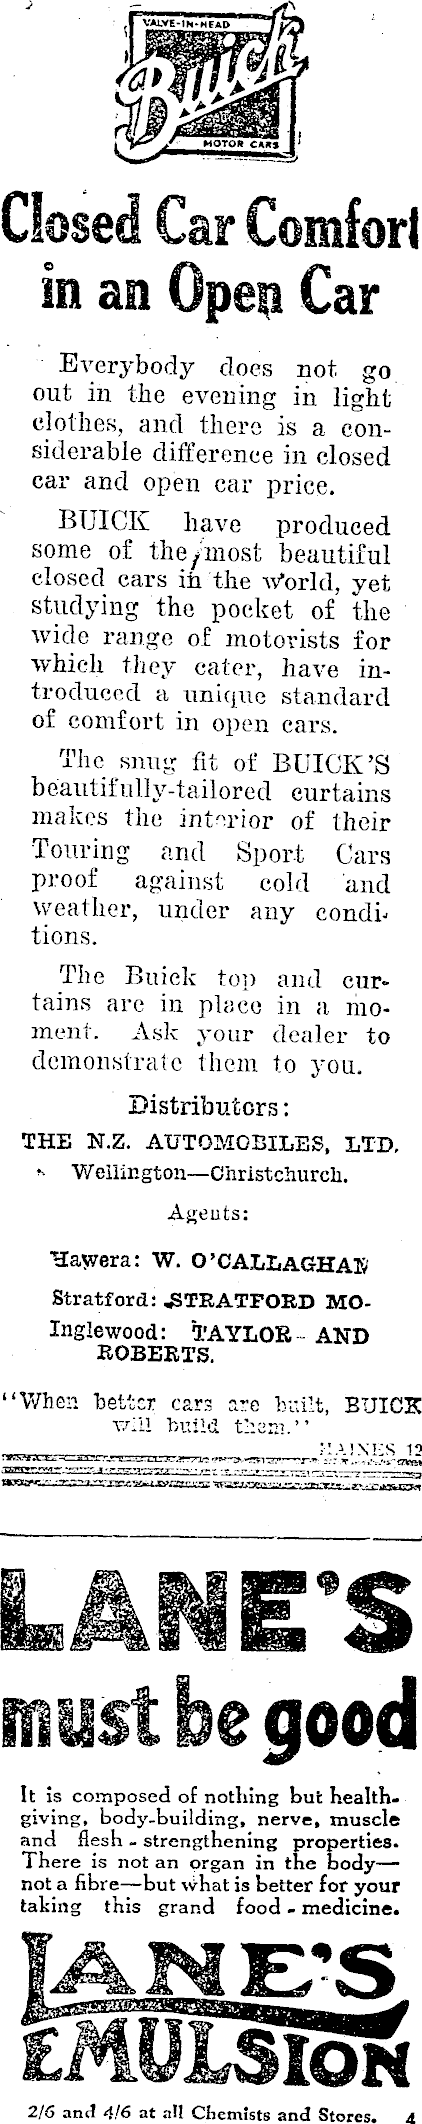 VALVE-IN-HEAD
Buick
MOTOR CARS
Closed Car Comfort
in an Open Car
Everybody does not go
out in the evening in light
clothes, and there is a con-
siderable difference in closed
car and open car price.
BUICK have produced
some of the most beautiful
closed cars in the world, yet
studying the pocket of the
wide range of motorists for
which they cater, have in-
troduced a unique standard
of comfort in open cars.
The snug fit of BUICK'S
beautifully-tailored curtains
makes the interior of their
Touring and Sport Cars
proof against cold and
weather, under any condi-
tions.
The Buick top and cur-
tains are in place in a mo-
ment. Ask your dealer to
demonstrate them to you.
Distributors:
THE N.Z. AUTOMOBILES, LTD.
Wellington—Christchurch.
Agents:
Hawera: W. O'CALLAGHAN
Stratford: STRATFORD MO-
Inglewood: TAYLOR AND
ROBERTS.
"When better cars are built, BUICK
will build them."
HAINES 12
LANE'S
must be good
It is composed of nothing but health-
giving, body-building, nerve, muscle
and flesh-strengthening properties.
There is not an organ in the body—
not a fibre—but what is better for your
taking this grand food-medicine.
LANE'S
EMULSION
2/6 and 4/6 at all Chemists and Stores. 4